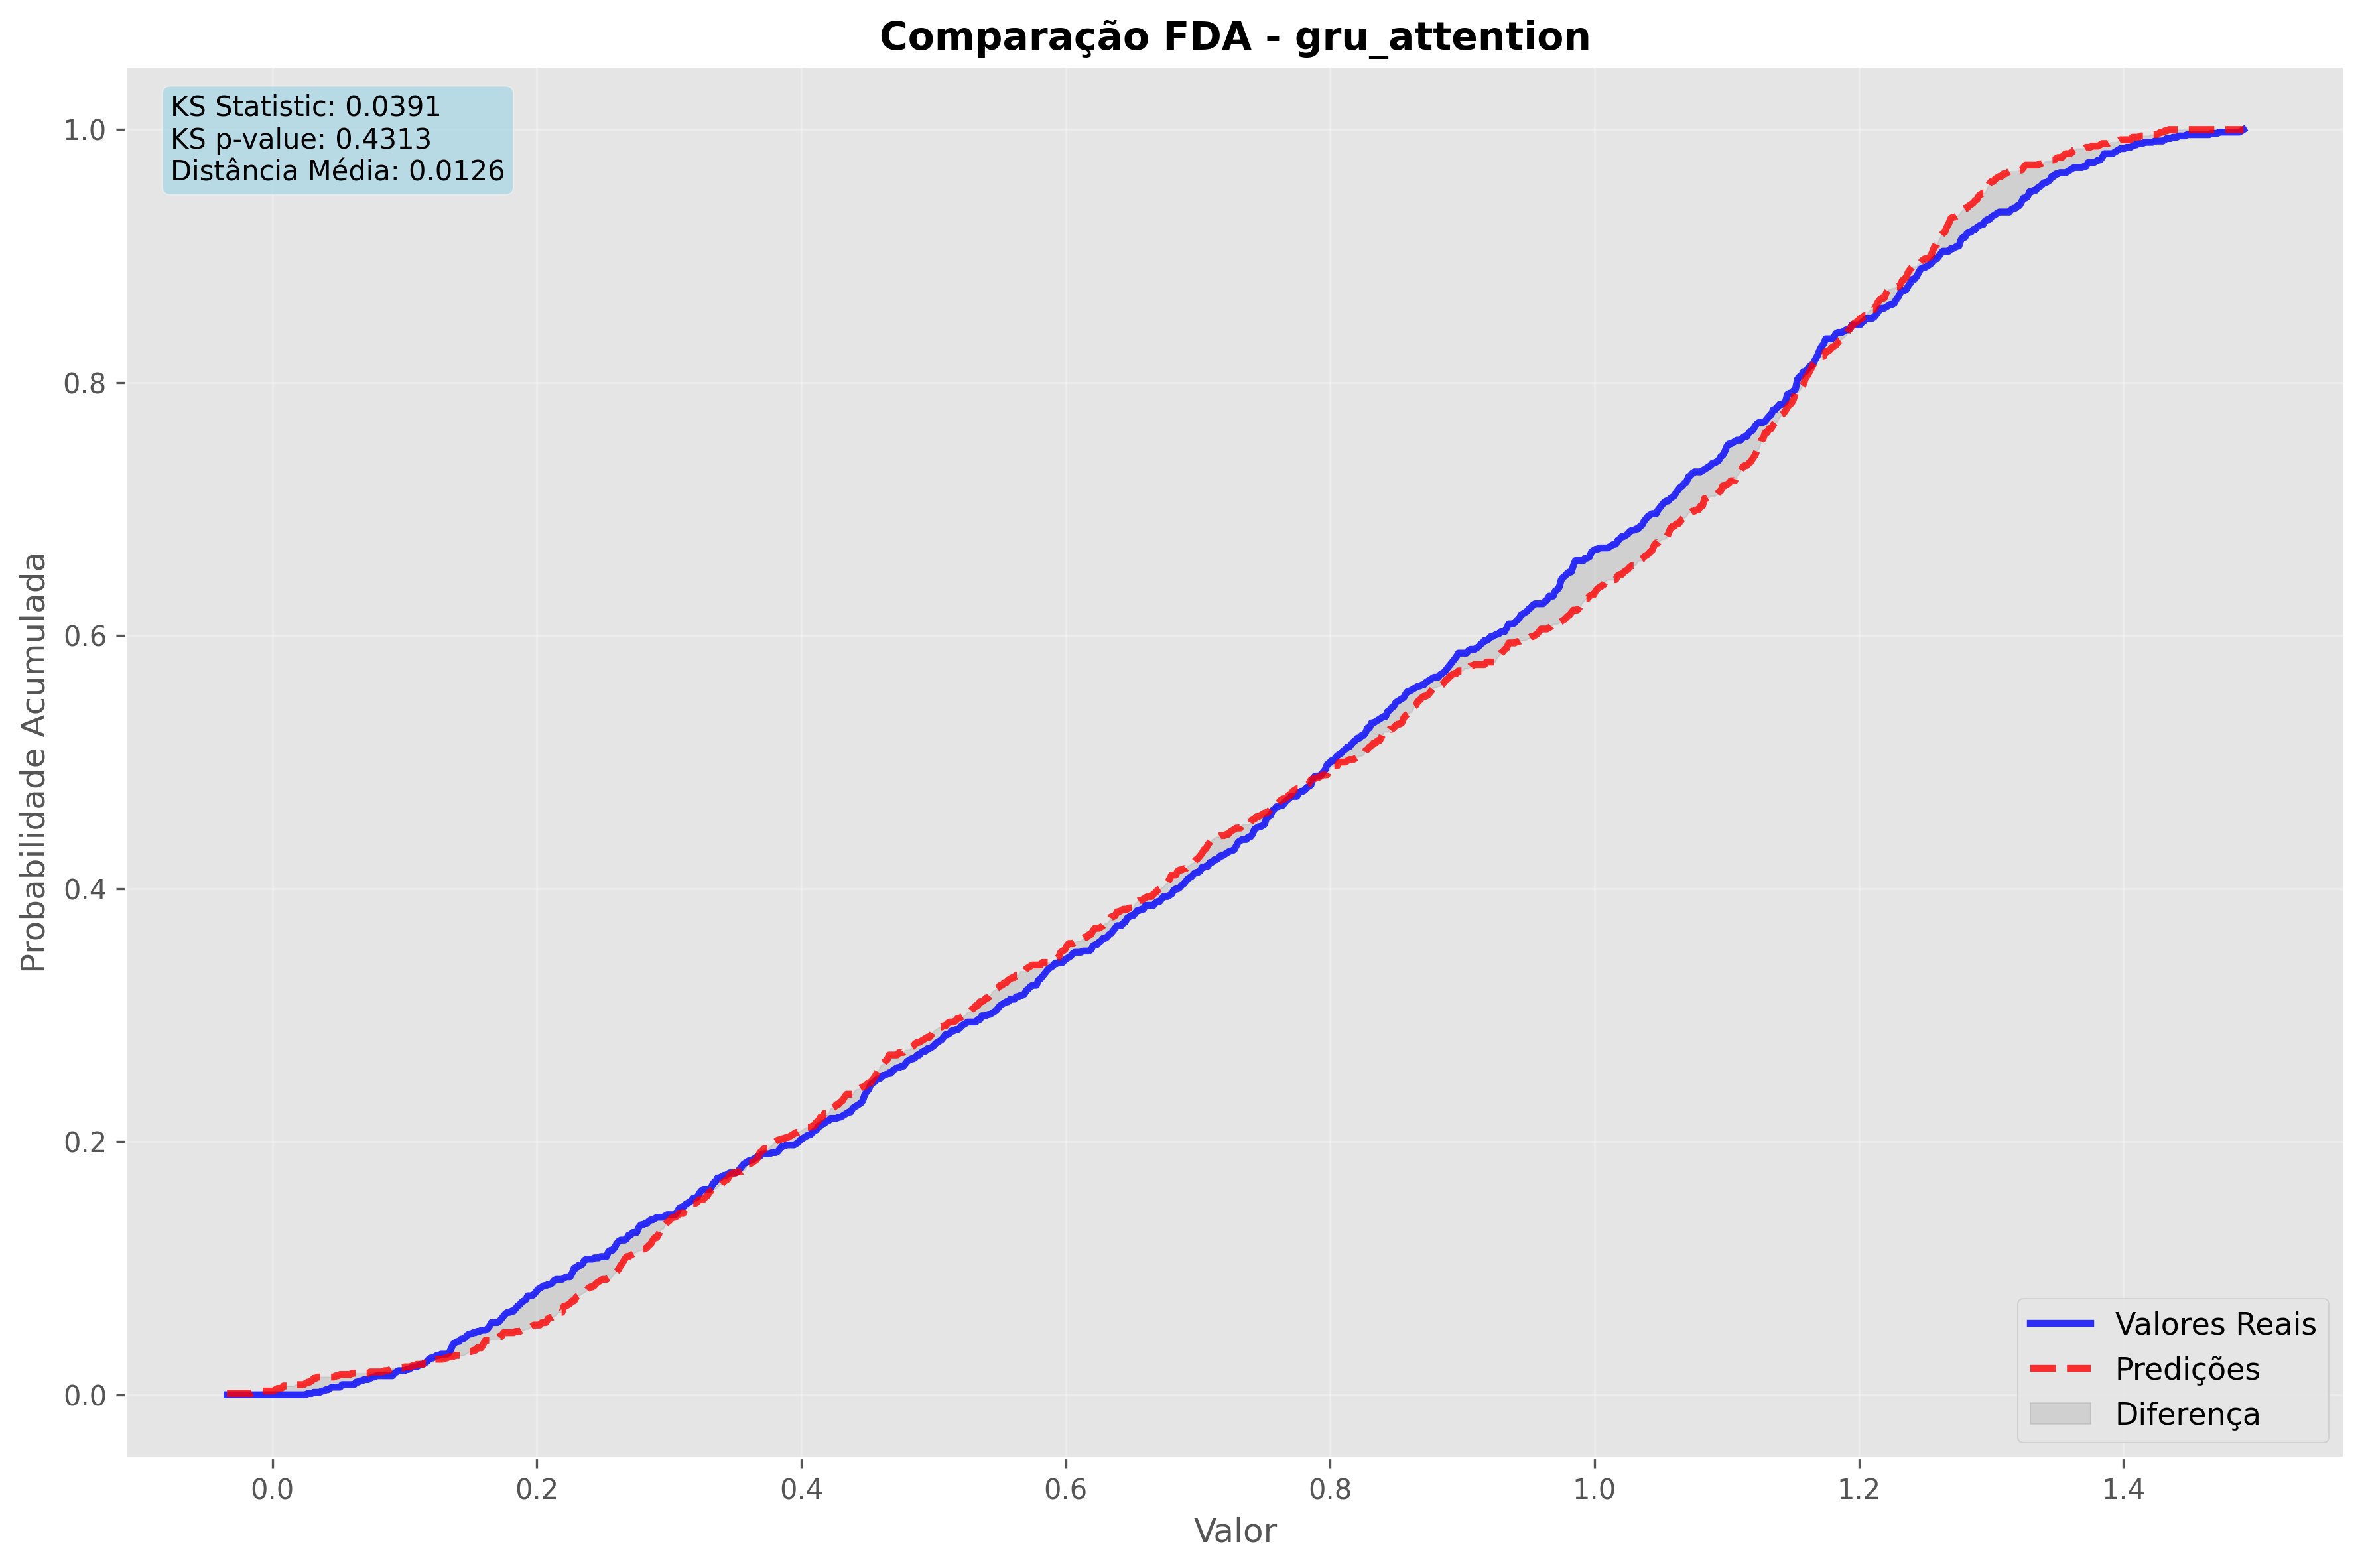 Comparação FDA - gru_attention
KS Statistic: 0.0391
KS p-value: 0.4313
Distância Média: 0.0126
Probabilidade Acumulada
1.0
0.8
0.6
0.4
0.2
0.0
0.0 0.2 0.4 0.6 0.8 1.0 1.2 1.4
Valor
Valores Reais
Predições
Diferença